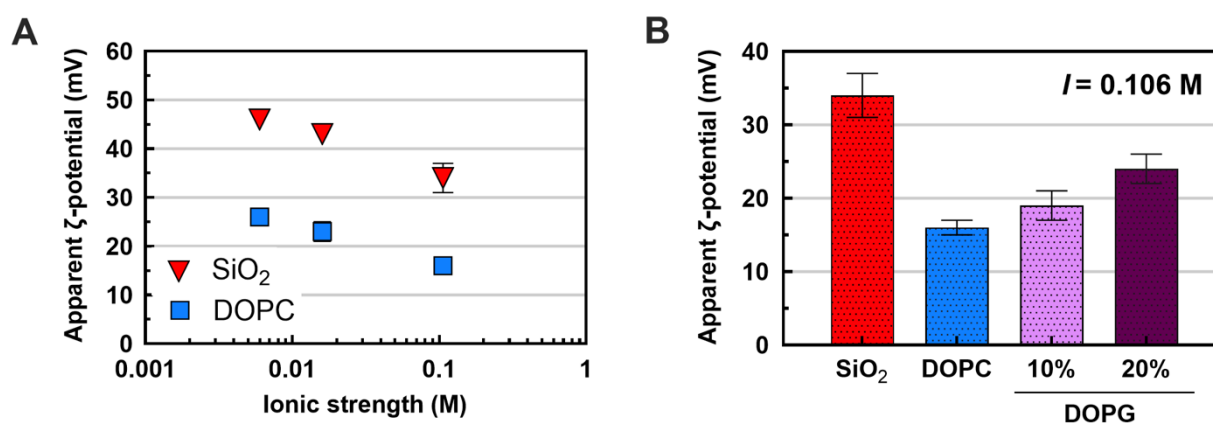 A
Apparent ζ-potential (mV)
60
50
40
30
20
10
0
SiO₂
DOPC
0.001
0.01
0.1
1
Ionic strength (M)
B
Apparent ζ-potential (mV)
40
30
20
10
0
I = 0.106 M
SiO₂
DOPC
10%
20%
DOPG